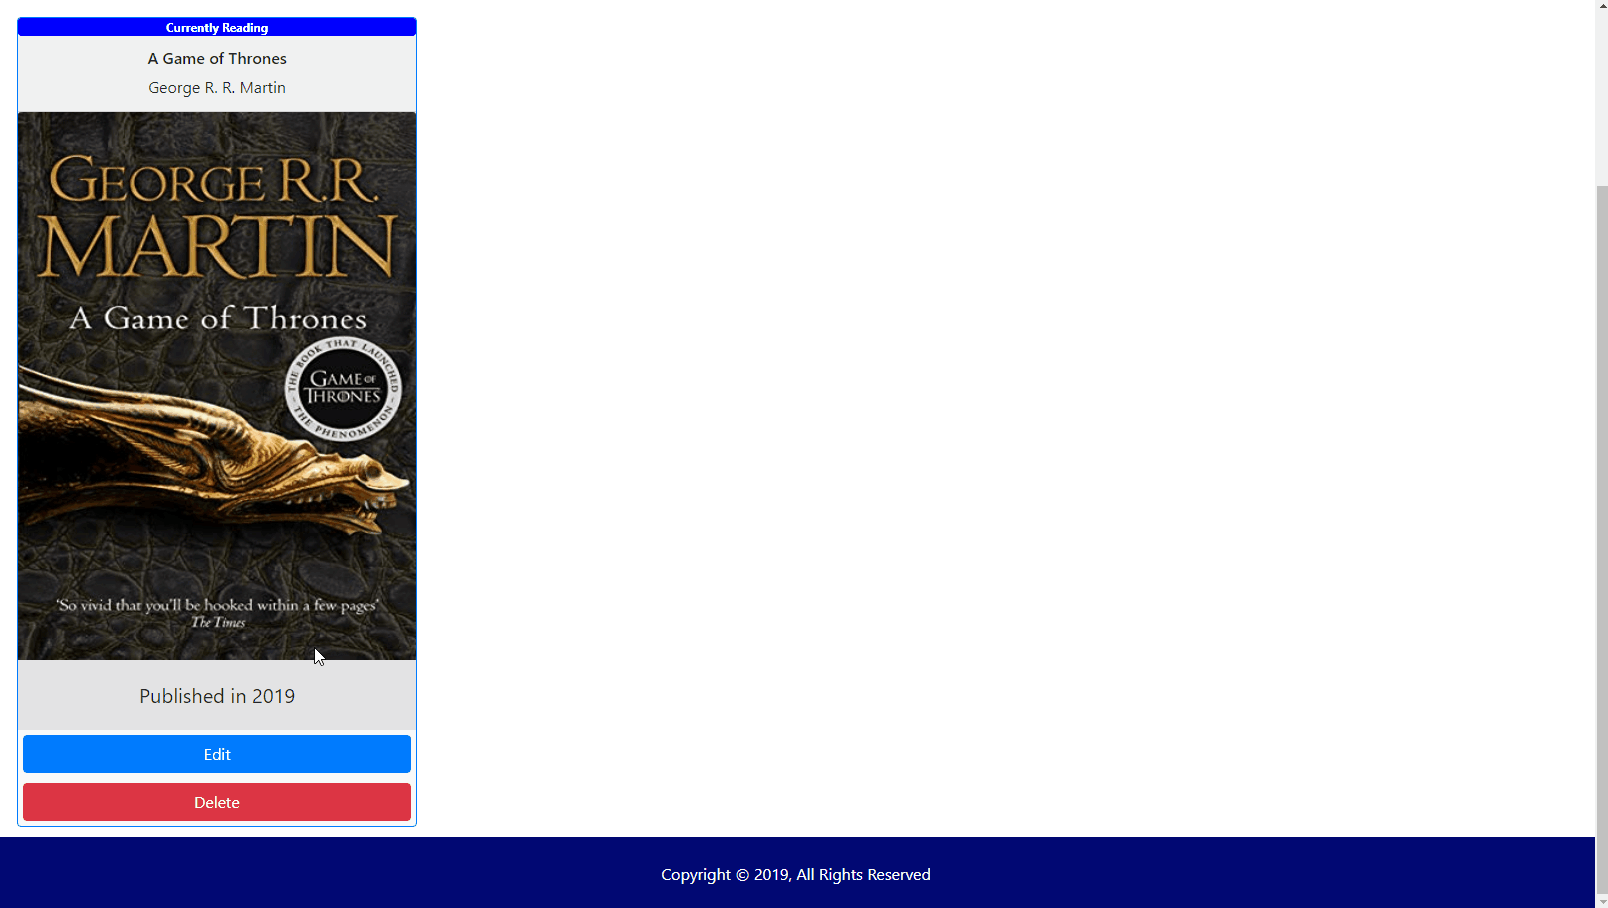 Currently Reading
A Game of Thrones
George R. R. Martin
GEORGE R.R.
MARTIN
A Game of Thrones
THE BOOK THAT LAUNCHED
GAME OF
THRONES
– THE PHENOMENON –
‘So vivid that you’ll be hooked within a few pages’
The Times
Published in 2019
Edit
Delete
Copyright © 2019, All Rights Reserved